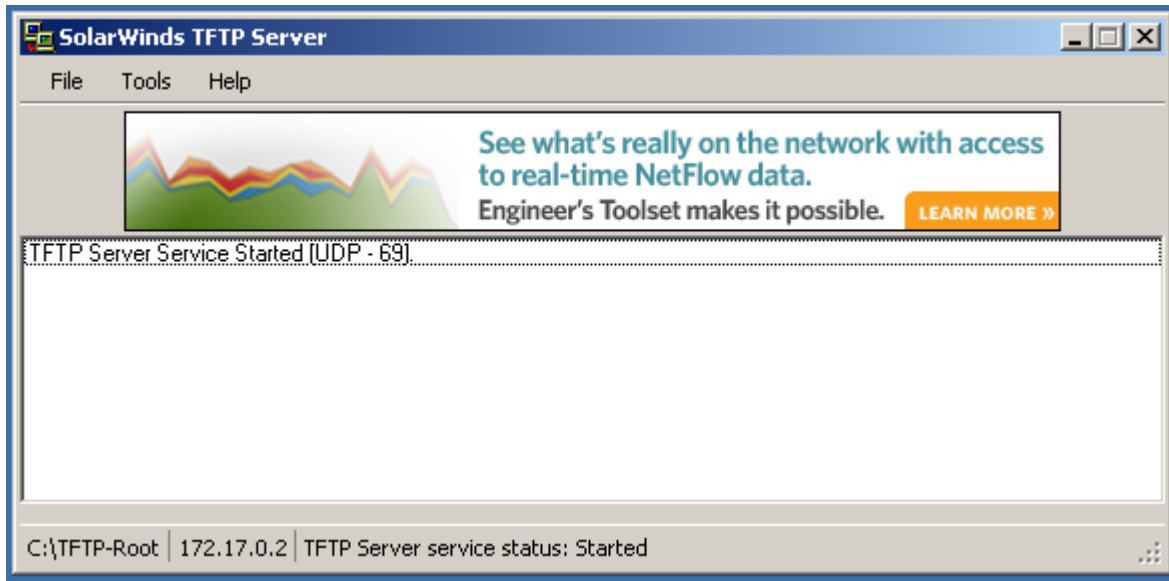 SolarWinds TFTP Server
File Tools Help
See what's really on the network with access
to real-time NetFlow data.
Engineer's Toolset makes it possible. LEARN MORE »
TFTP Server Service Started (UDP - 69).
C:\TFTP-Root 172.17.0.2 TFTP Server service status: Started